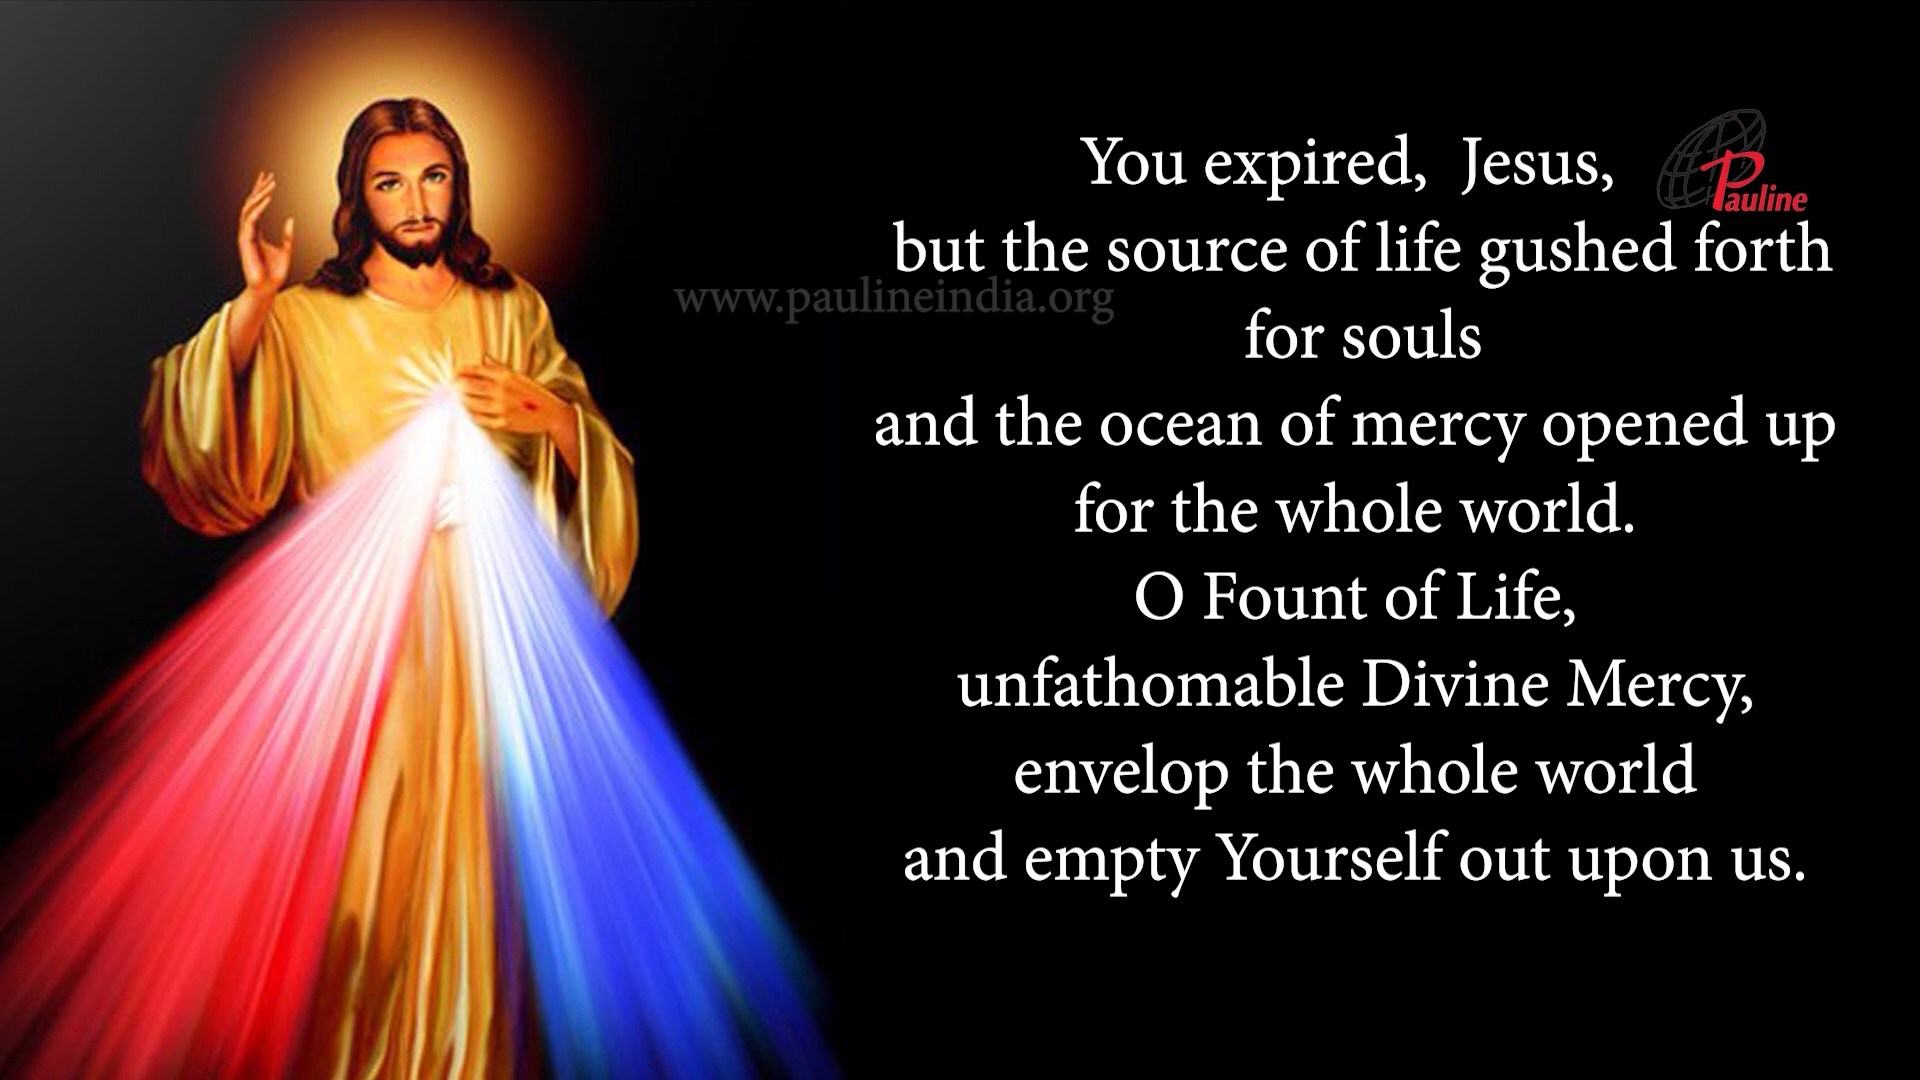 You expired, Jesus,
Pauline
but the source of life gushed forth
www.paulineindia.org
for souls
and the ocean of mercy opened up
for the whole world.
O Fount of Life,
unfathomable Divine Mercy,
envelop the whole world
and empty Yourself out upon us.